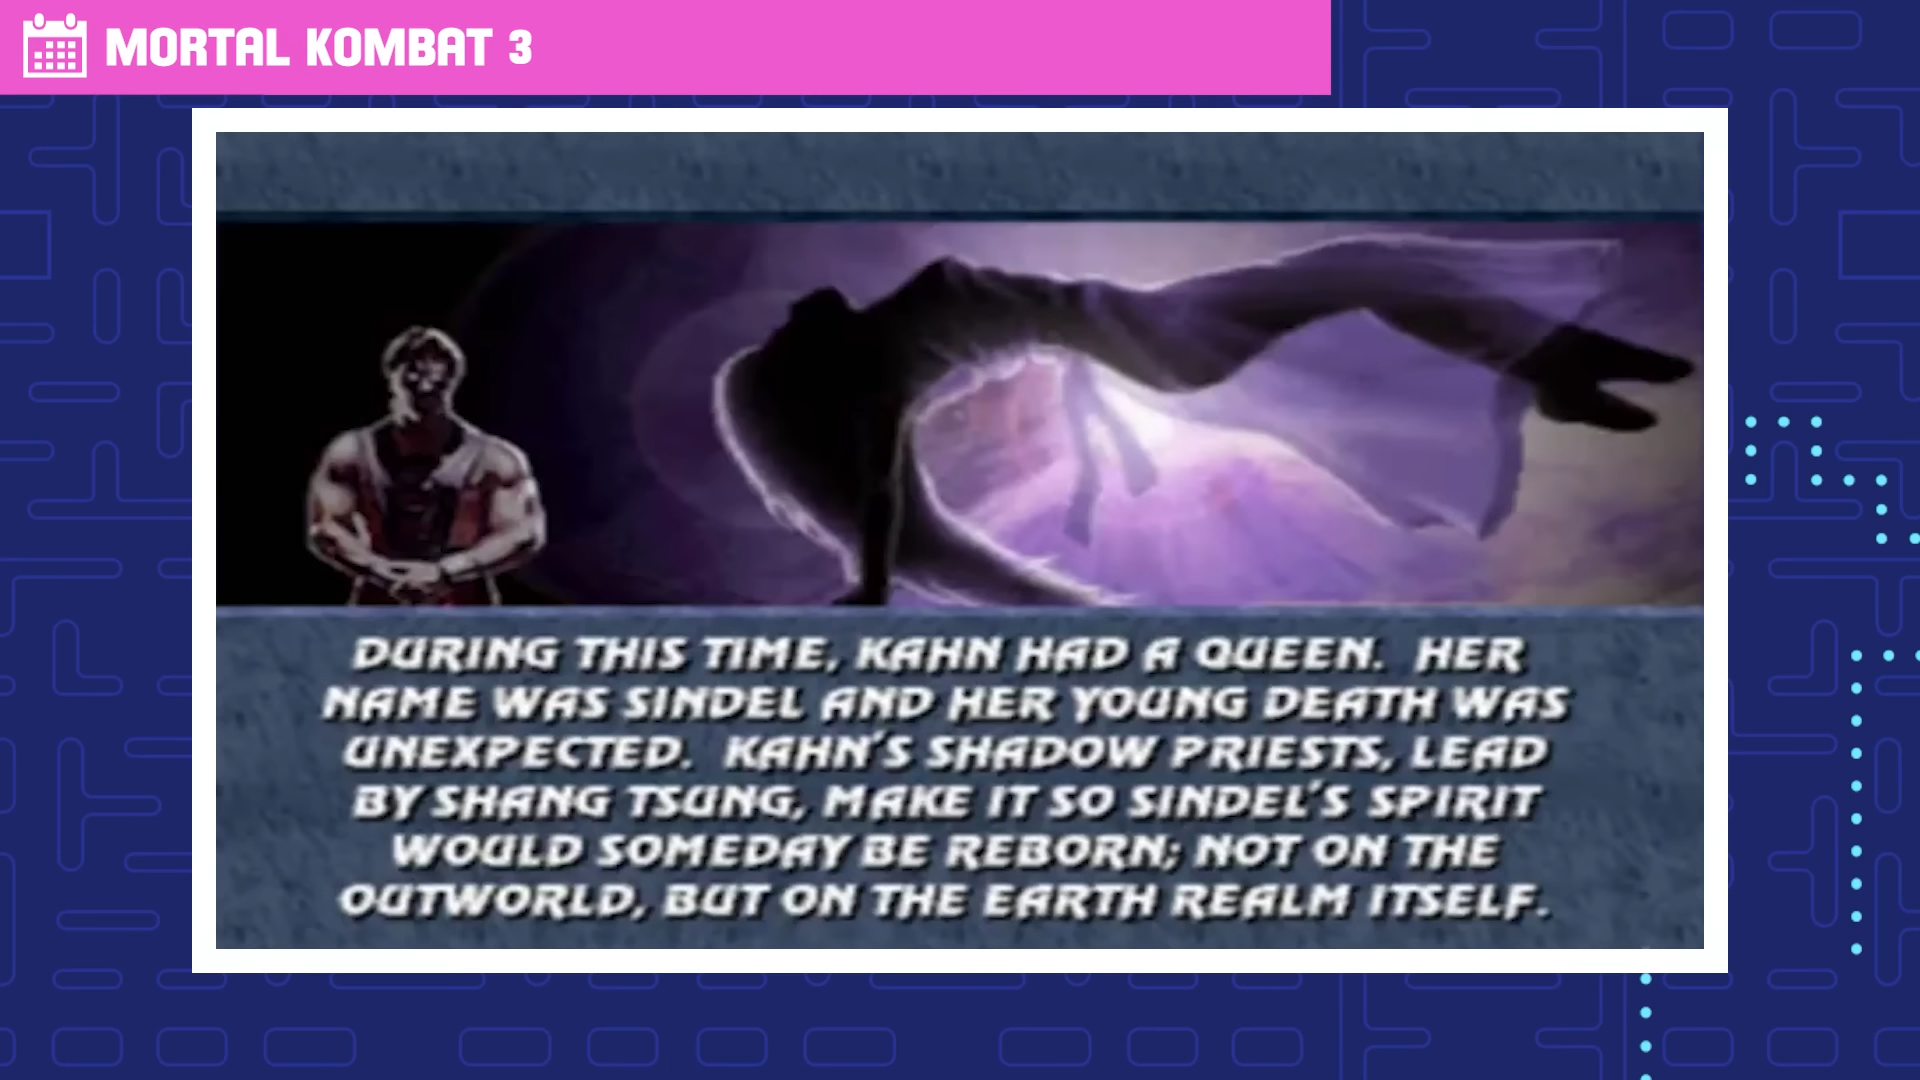 MORTAL KOMBAT 3
DURING THIS TIME, KAHN HAD A QUEEN. HER
NAME WAS SINDEL AND HER YOUNG DEATH WAS
UNEXPECTED. KAHN'S SHADOW PRIESTS, LEAD
BY SHANG TSUNG, MAKE IT SO SINDEL'S SPIRIT
WOULD SOMEDAY BE REBORN; NOT ON THE
OUTWORLD, BUT ON THE EARTH REALM ITSELF.